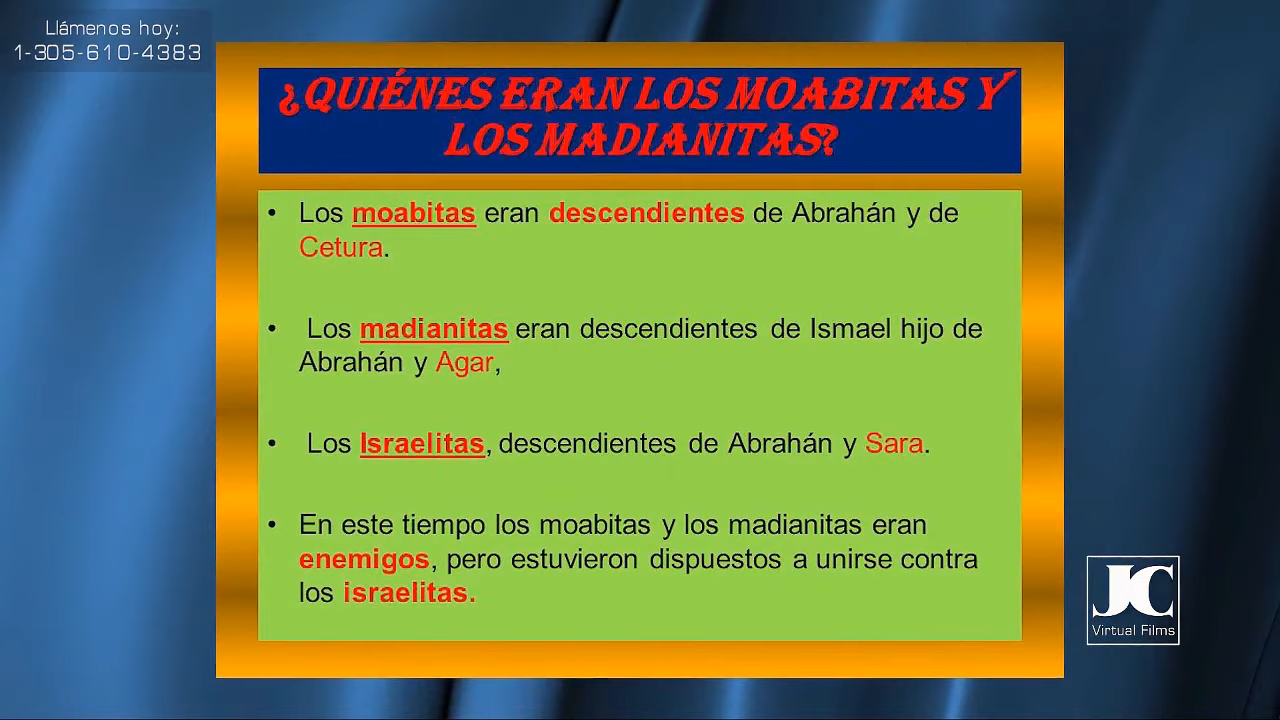 Llámenos hoy:
1-305-610-4383
¿QUIÉNES ERAN LOS MOABITAS Y
LOS MADIANITAS?
• Los moabitas eran descendientes de Abrahán y de
Cetura.
• Los madianitas eran descendientes de Ismael hijo de
Abrahán y Agar,
• Los Israelitas, descendientes de Abrahán y Sara.
• En este tiempo los moabitas y los madianitas eran
enemigos, pero estuvieron dispuestos a unirse contra
los israelitas.
JC
Virtual Films